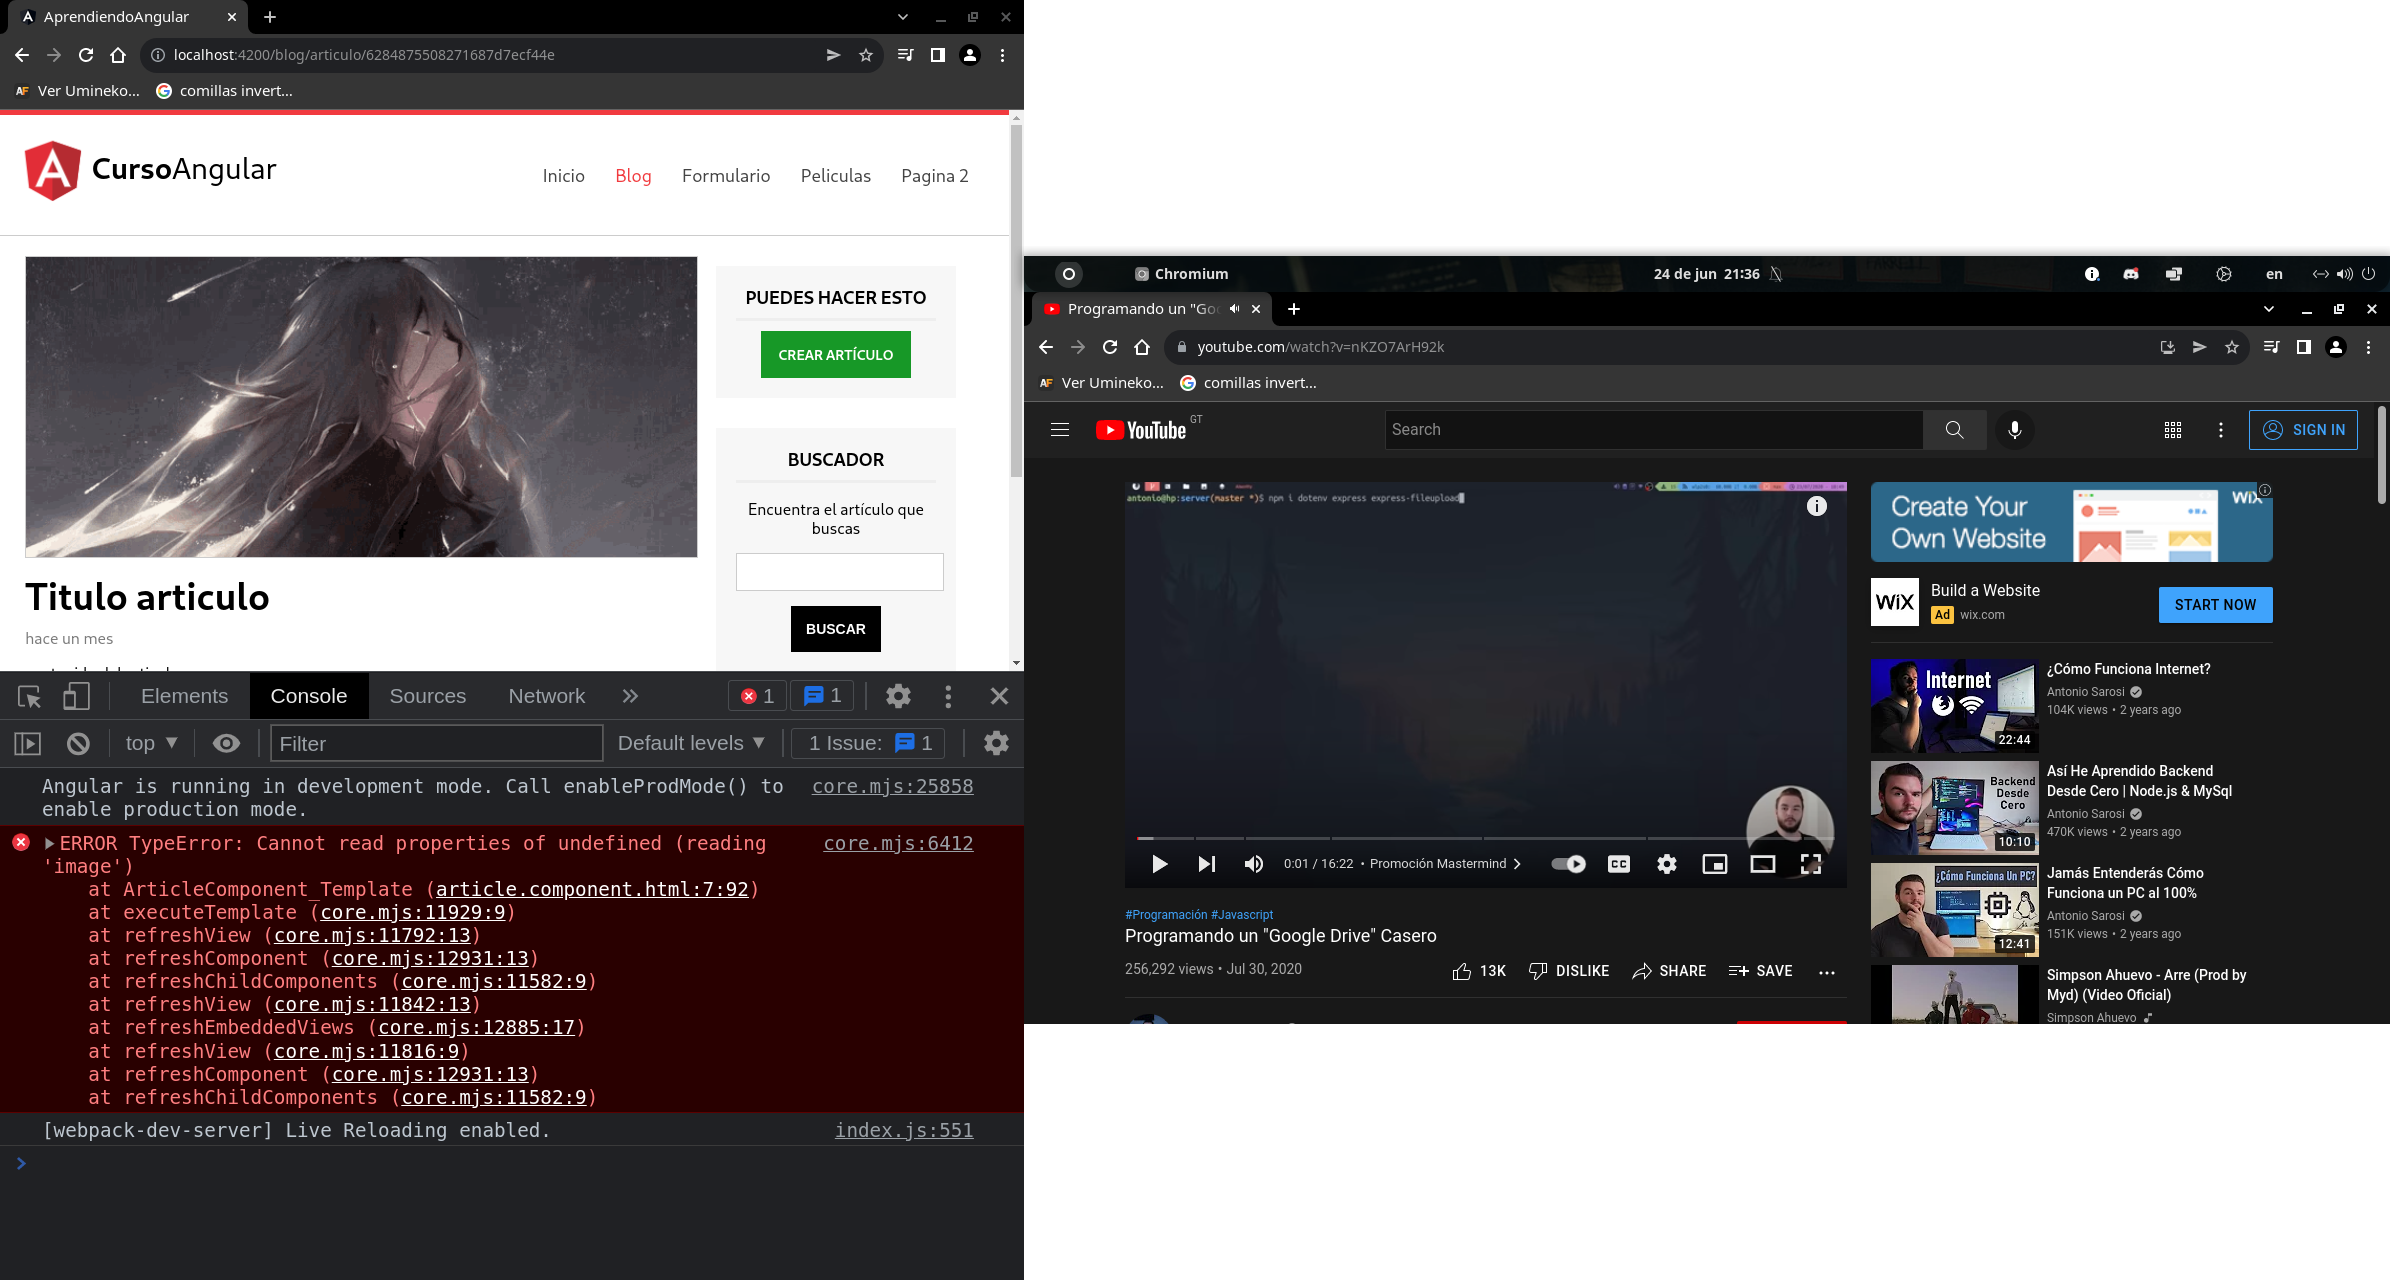 AprendiendoAngular
localhost:4200/blog/articulo/6284875508271687d7ecf44e
Ver Umineko...
comillas invert...
CursoAngular
Inicio
Blog
Formulario
Peliculas
Pagina 2
PUEDES HACER ESTO
CREAR ARTÍCULO
BUSCADOR
Encuentra el artículo que
buscas
BUSCAR
Titulo articulo
hace un mes
Elements
Console
Sources
Network
1
1
top
Filter
Default levels
1 Issue: 1
Angular is running in development mode. Call enableProdMode() to core.mjs:25858
enable production mode.
ERROR TypeError: Cannot read properties of undefined (reading core.mjs:6412
'image')
at ArticleComponent_Template (article.component.html:7:92)
at executeTemplate (core.mjs:11929:9)
at refreshView (core.mjs:11792:13)
at refreshComponent (core.mjs:12931:13)
at refreshChildComponents (core.mjs:11582:9)
at refreshView (core.mjs:11842:13)
at refreshEmbeddedViews (core.mjs:12885:17)
at refreshView (core.mjs:11816:9)
at refreshComponent (core.mjs:12931:13)
at refreshChildComponents (core.mjs:11582:9)
[webpack-dev-server] Live Reloading enabled. index.js:551
Chromium
24 de jun 21:36
en
Programando un "Goo
youtube.com/watch?v=nKZO7ArH92k
Ver Umineko...
comillas invert...
YouTube GT
Search
SIGN IN
antonio@hp:server(master *)$ npm i dotenv express express-fileupload
0:01 / 16:22 • Promoción Mastermind
CC
#Programación #Javascript
Programando un "Google Drive" Casero
256,292 views • Jul 30, 2020
13K
DISLIKE
SHARE
SAVE
Create Your
Own Website
WiX
WiX
Build a Website
Ad wix.com
START NOW
Internet
22:44
¿Cómo Funciona Internet?
Antonio Sarosi
104K views • 2 years ago
Backend
Desde
Cero
10:10
Así He Aprendido Backend
Desde Cero | Node.js & MySql
Antonio Sarosi
470K views • 2 years ago
¿Cómo Funciona Un PC?
12:41
Jamás Entenderás Cómo
Funciona un PC al 100%
Antonio Sarosi
151K views • 2 years ago
Simpson Ahuevo - Arre (Prod by
Myd) (Video Oficial)
Simpson Ahuevo